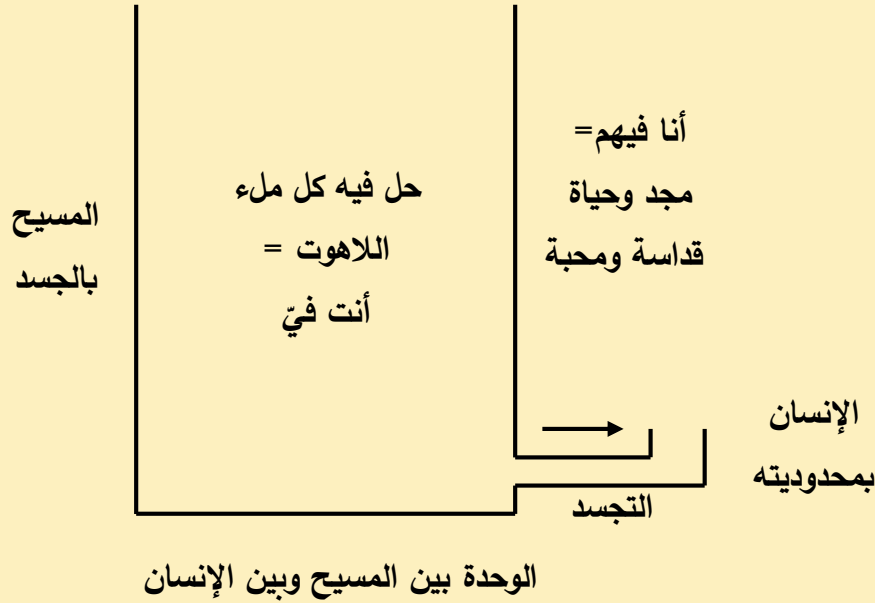 أنا فيهم=
مجد وحياة
قداسة ومحبة
حل فيه كل ملء
اللاهوت =
أنت فيّ
المسيح
بالجسد
الإنسان
بمحدوديته
التجسد
الوحدة بين المسيح وبين الإنسان